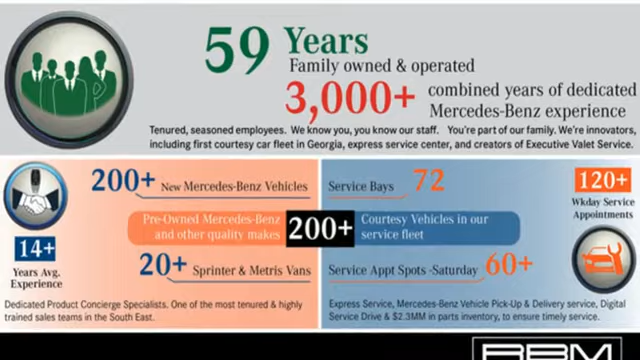 59 Years
Family owned & operated
3,000+ combined years of dedicated
Mercedes-Benz experience
Tenured, seasoned employees. We know you, you know our staff. You're part of our family. We're innovators,
including first courtesy car fleet in Georgia, express service center, and creators of Executive Valet Service.
200+ New Mercedes-Benz Vehicles
Pre-Owned Mercedes-Benz
and other quality makes
200+
20+ Sprinter & Metris Vans
14+
Years Avg.
Experience
Dedicated Product Concierge Specialists. One of the most tenured & highly
trained sales teams in the South East.
Service Bays 72
Courtesy Vehicles in our
service fleet
Service Appt Spots -Saturday 60+
120+
Wkday Service
Appointments
Express Service, Mercedes-Benz Vehicle Pick-Up & Delivery service, Digital
Service Drive & $2.3MM in parts inventory, to ensure timely service.
RBM